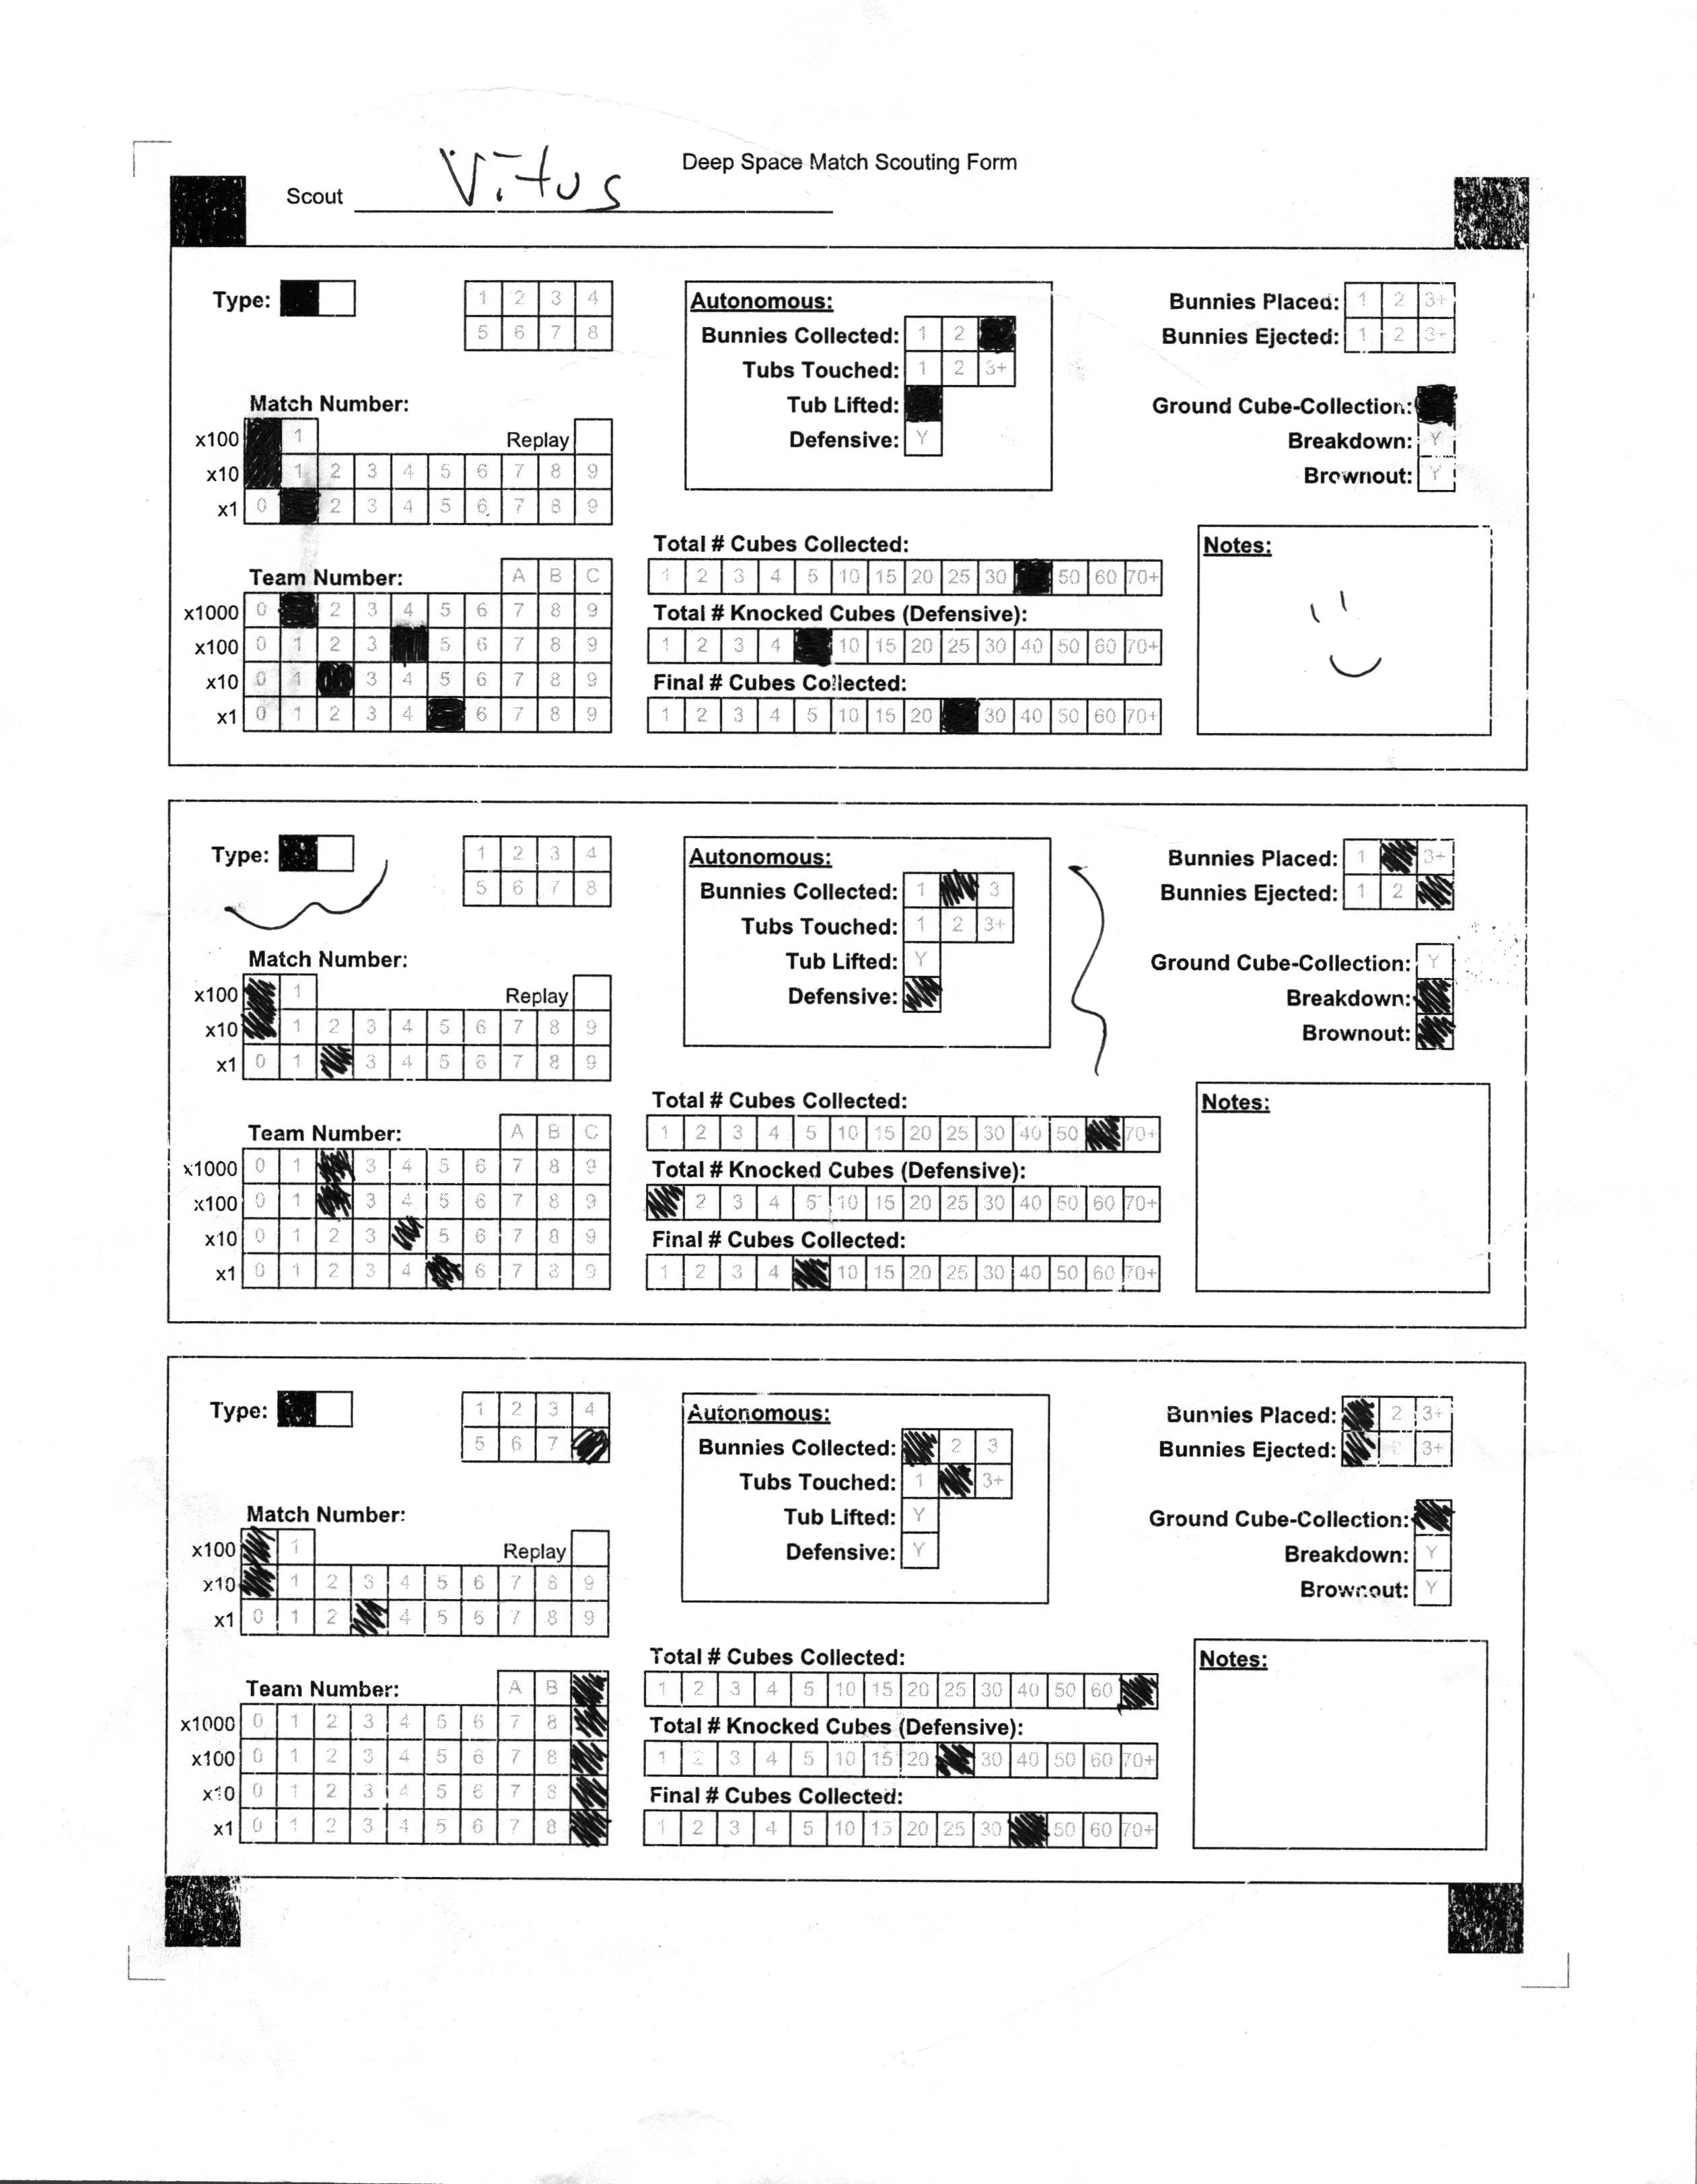 Deep Space Match Scouting Form
Scout Vitus
Type:
1 2 3 4
5 6 7 8
Match Number:
x100 1 Replay
x10 1 2 3 4 5 6 7 8 9
x1 0 2 3 4 5 6 7 8 9
Team Number: A B C
x1000 0 2 3 4 5 6 7 8 9
x100 0 1 2 3 5 6 7 8 9
x10 0 1 3 4 5 6 7 8 9
x1 0 1 2 3 4 6 7 8 9
Autonomous:
Bunnies Collected: 1 2
Tubs Touched: 1 2 3+
Tub Lifted:
Defensive: Y
Total # Cubes Collected:
1 2 3 4 5 10 15 20 25 30 50 60 70+
Total # Knocked Cubes (Defensive):
1 2 3 4 10 15 20 25 30 40 50 60 70+
Final # Cubes Collected:
1 2 3 4 5 10 15 20 30 40 50 60 70+
Bunnies Placed: 1 2 3+
Bunnies Ejected: 1 2 3+
Ground Cube-Collection:
Breakdown: Y
Brownout: Y
Notes:
Type:
1 2 3 4
5 6 7 8
Match Number:
x100 1 Replay
x10 1 2 3 4 5 6 7 8 9
x1 0 1 3 4 5 6 7 8 9
Team Number: A B C
x1000 0 1 3 4 5 6 7 8 9
x100 0 1 3 4 5 6 7 8 9
x10 0 1 2 3 5 6 7 8 9
x1 0 1 2 3 4 6 7 8 9
Autonomous:
Bunnies Collected: 1 3
Tubs Touched: 1 2 3+
Tub Lifted: Y
Defensive:
Total # Cubes Collected:
1 2 3 4 5 10 15 20 25 30 40 50 70+
Total # Knocked Cubes (Defensive):
2 3 4 5 10 15 20 25 30 40 50 60 70+
Final # Cubes Collected:
1 2 3 4 10 15 20 25 30 40 50 60 70+
Bunnies Placed: 1 3+
Bunnies Ejected: 1 2
Ground Cube-Collection: Y
Breakdown:
Brownout:
Notes:
Type:
1 2 3 4
5 6 7
Match Number:
x100 1 Replay
x10 1 2 3 4 5 6 7 8 9
x1 0 1 2 4 5 6 7 8 9
Team Number: A B
x1000 0 1 2 3 4 5 6 7 8
x100 0 1 2 3 4 5 6 7 8
x10 0 1 2 3 4 5 6 7 8
x1 0 1 2 3 4 5 6 7 8
Autonomous:
Bunnies Collected: 2 3
Tubs Touched: 1 3+
Tub Lifted: Y
Defensive: Y
Total # Cubes Collected:
1 2 3 4 5 10 15 20 25 30 40 50 60
Total # Knocked Cubes (Defensive):
1 2 3 4 5 10 15 20 30 40 50 60 70+
Final # Cubes Collected:
1 2 3 4 5 10 15 20 25 30 50 60 70+
Bunnies Placed: 2 3+
Bunnies Ejected: 2 3+
Ground Cube-Collection:
Breakdown: Y
Brownout: Y
Notes: